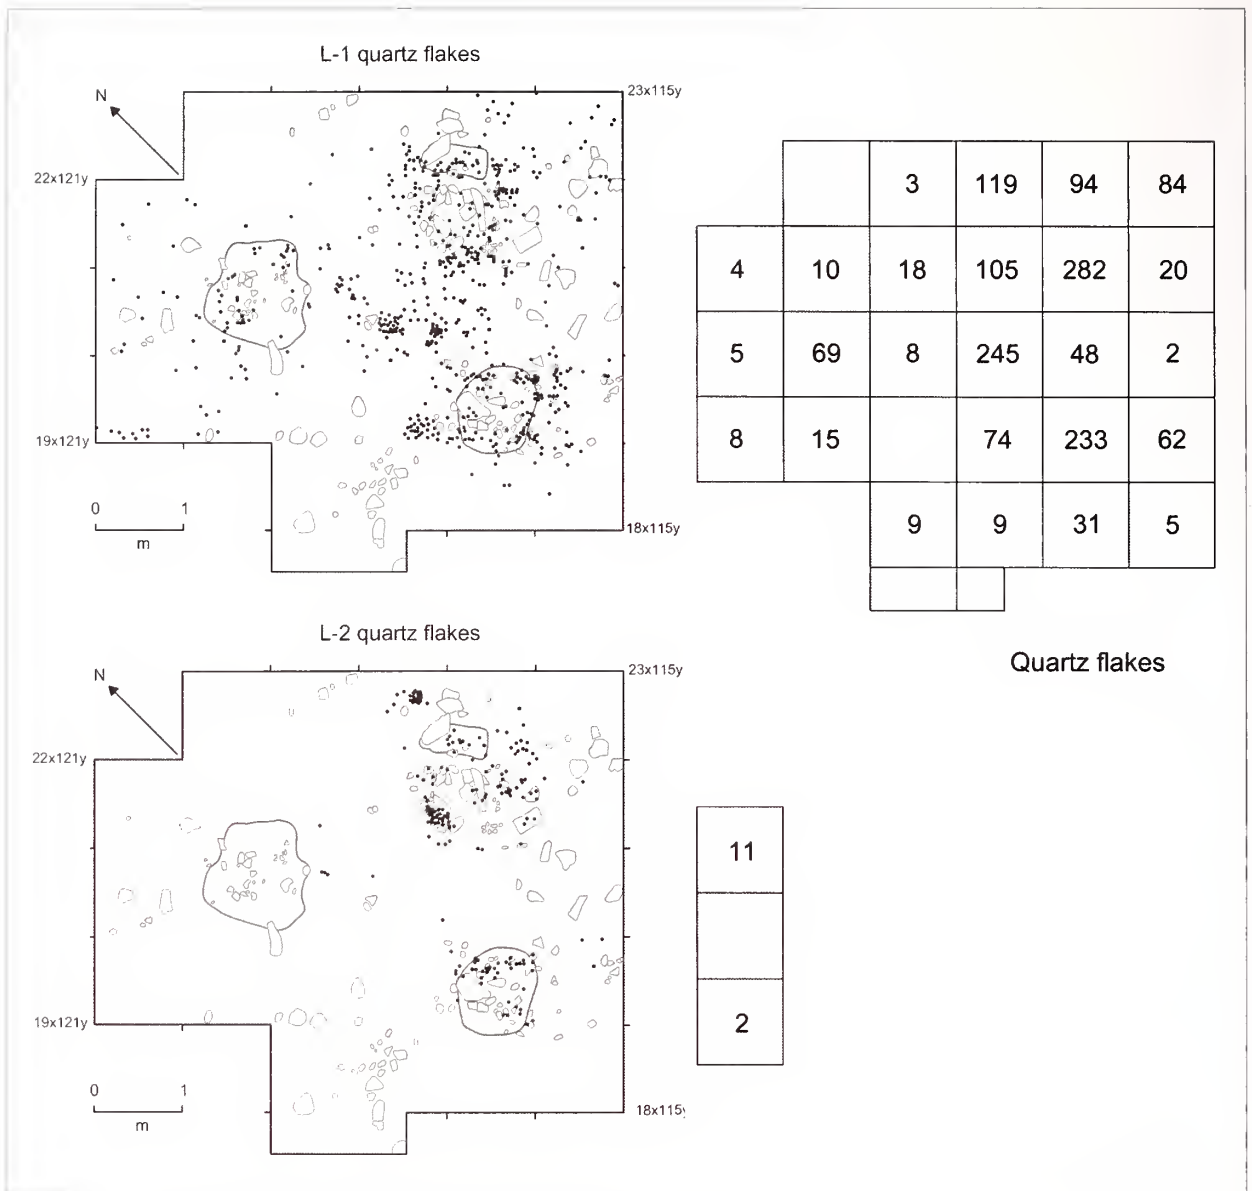 L-1 quartz flakes
N
23x115y
22x121y
19x121y
0 1
m
18x115y
3 119 94 84
4 10 18 105 282 20
5 69 8 245 48 2
8 15 74 233 62
9 9 31 5
Quartz flakes
L-2 quartz flakes
N
23x115y
22x121y
19x121y
0 1
m
18x115y
11
2